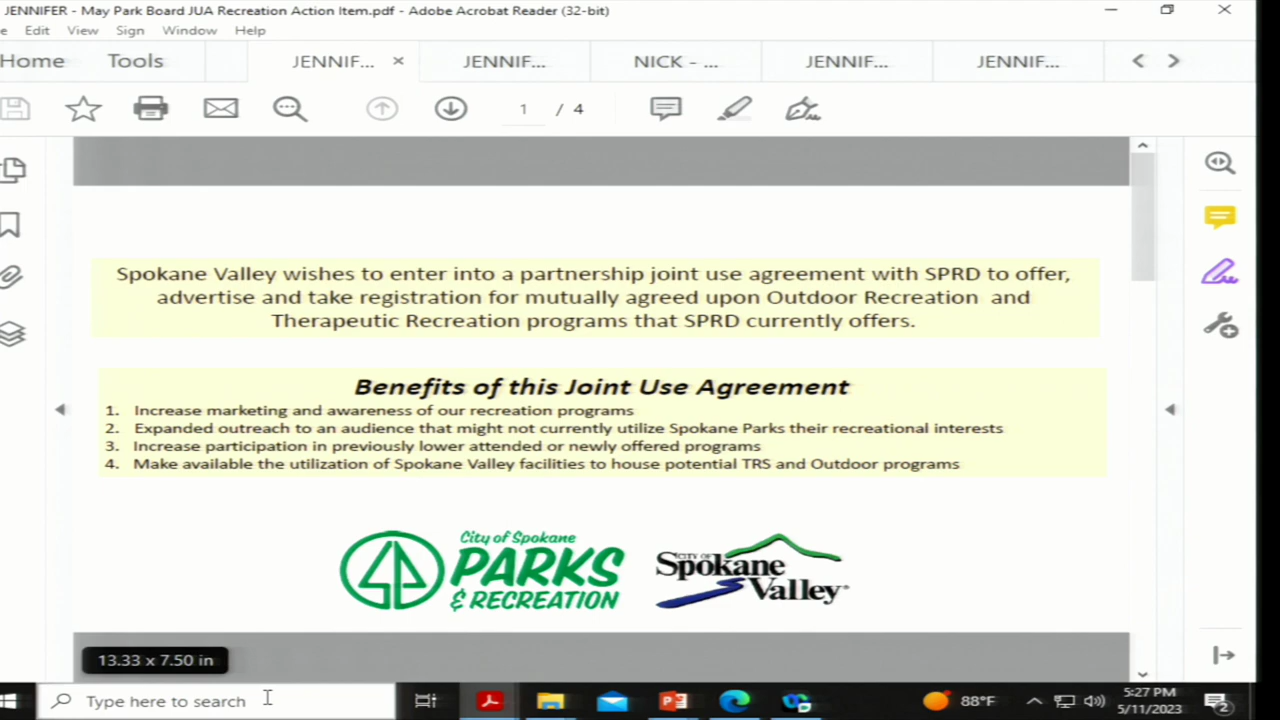 JENNIFER - May Park Board JUA Recreation Action Item.pdf - Adobe Acrobat Reader (32-bit)
Edit View Sign Window Help
Home Tools JENNIF... × JENNIF... NICK - ... JENNIF... JENNIF...
1 / 4
Spokane Valley wishes to enter into a partnership joint use agreement with SPRD to offer,
advertise and take registration for mutually agreed upon Outdoor Recreation and
Therapeutic Recreation programs that SPRD currently offers.
Benefits of this Joint Use Agreement
1. Increase marketing and awareness of our recreation programs
2. Expanded outreach to an audience that might not currently utilize Spokane Parks their recreational interests
3. Increase participation in previously lower attended or newly offered programs
4. Make available the utilization of Spokane Valley facilities to house potential TRS and Outdoor programs
City of Spokane
PARKS
& RECREATION
CITY OF
Spokane
Valley
13.33 x 7.50 in
Type here to search
88°F
5:27 PM
5/11/2023
2